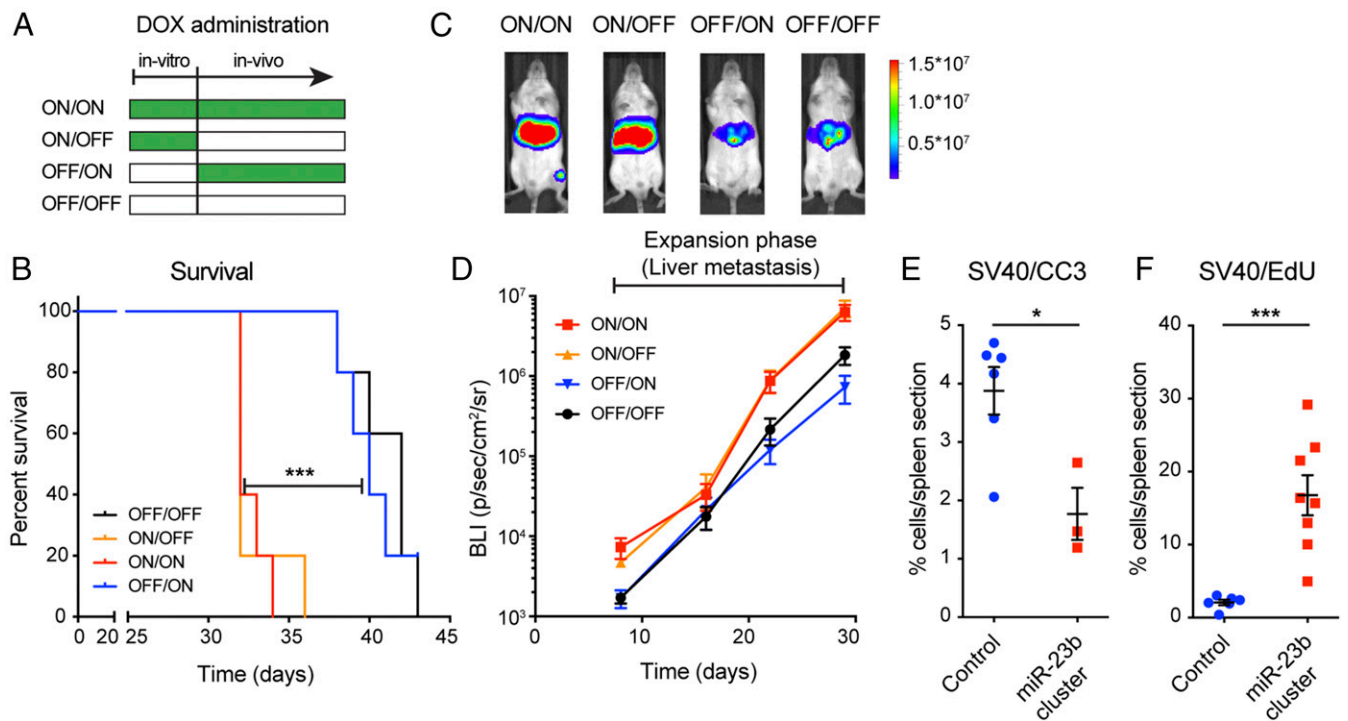 A
DOX administration
in-vitro
in-vivo
ON/ON
ON/OFF
OFF/ON
OFF/OFF
C
ON/ON ON/OFF OFF/ON OFF/OFF
1.5*10⁷
1.0*10⁷
0.5*10⁷
B
Survival
Percent survival
100
80
60
40
20
0
***
OFF/OFF
ON/OFF
ON/ON
OFF/ON
0 20 25 30 35 40 45
Time (days)
D
Expansion phase
(Liver metastasis)
BLI (p/sec/cm²/sr)
10⁷
10⁶
10⁵
10⁴
10³
ON/ON
ON/OFF
OFF/ON
OFF/OFF
0 10 20 30
Time (days)
E
SV40/CC3
*
% cells/spleen section
5
4
3
2
1
0
Control
miR-23b
cluster
F
SV40/EdU
***
% cells/spleen section
40
30
20
10
0
Control
miR-23b
cluster